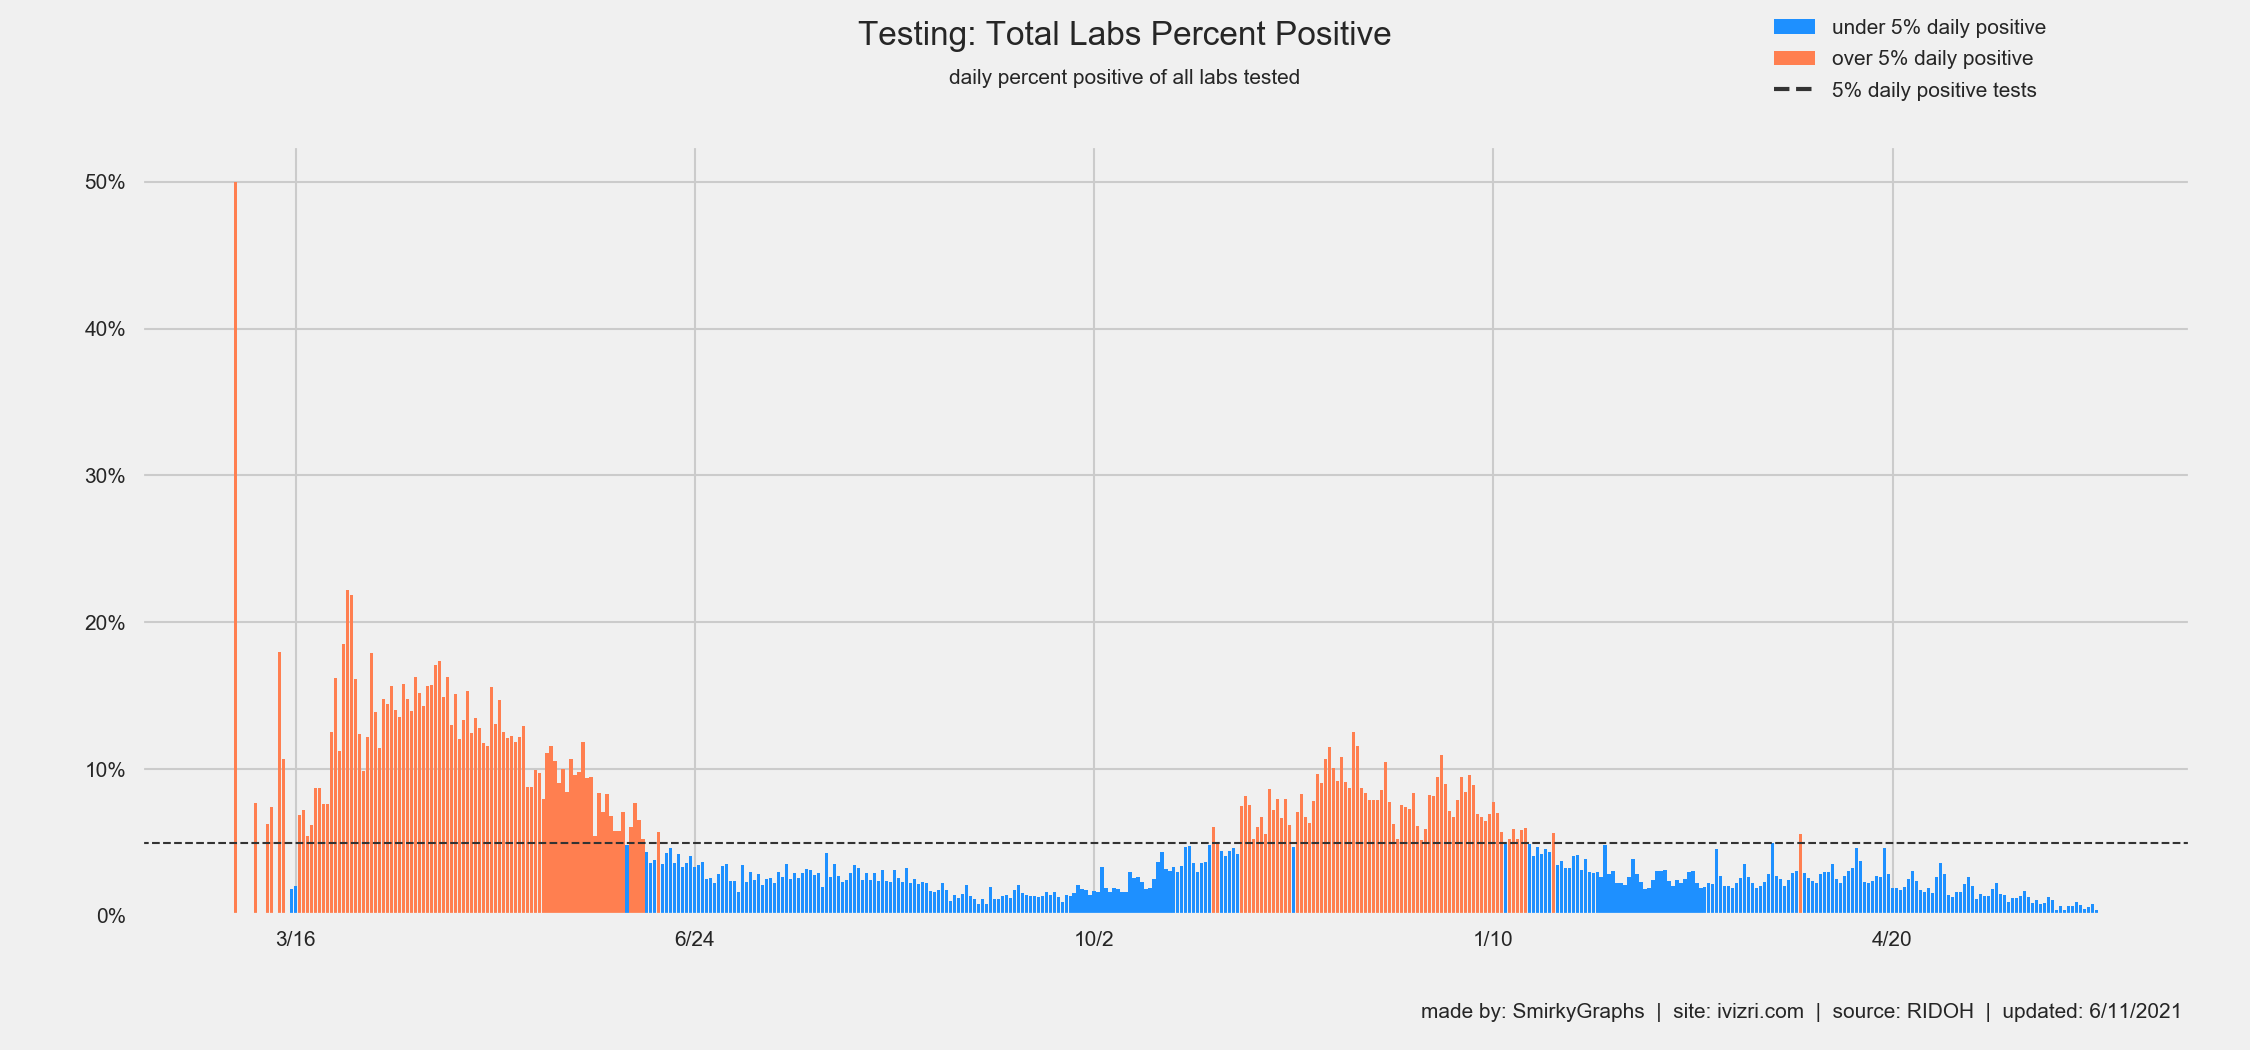 Testing: Total Labs Percent Positive
daily percent positive of all labs tested
under 5% daily positive
over 5% daily positive
5% daily positive tests
50%
40%
30%
20%
10%
0%
3/16 6/24 10/2 1/10 4/20
made by: SmirkyGraphs | site: ivizri.com | source: RIDOH | updated: 6/11/2021